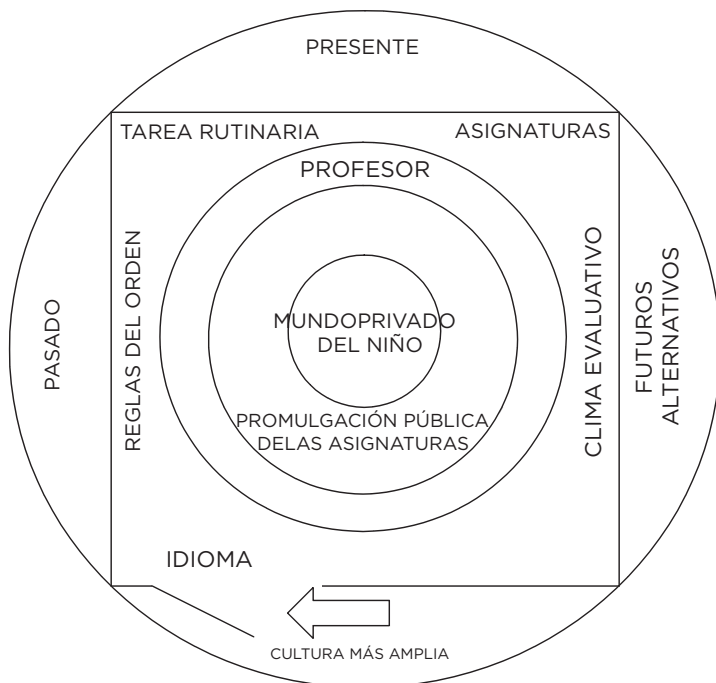 PRESENTE
TAREA RUTINARIA
ASIGNATURAS
PROFESOR
PASADO
REGLAS DEL ORDEN
MUNDOPRIVADO
DEL NIÑO
CLIMA EVALUATIVO
FUTUROS
ALTERNATIVOS
PROMULGACIÓN PÚBLICA
DELAS ASIGNATURAS
IDIOMA
CULTURA MÁS AMPLIA